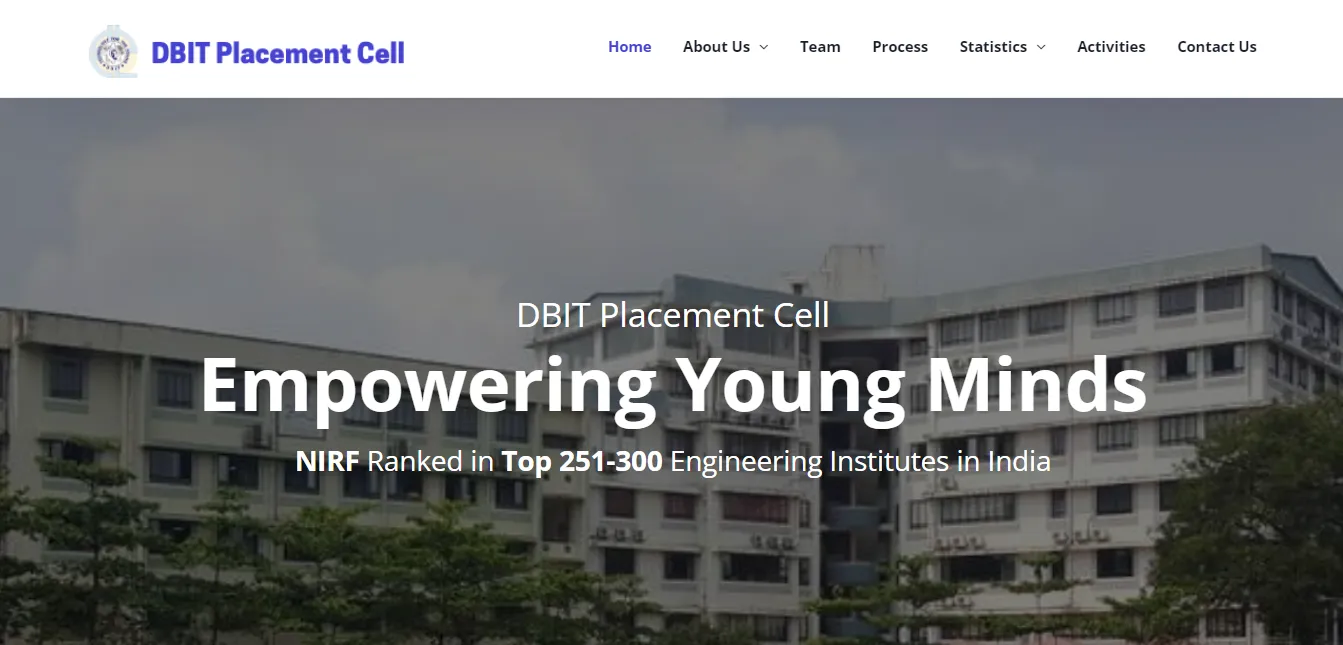 DBIT Placement Cell
Home About Us Team Process Statistics Activities Contact Us
DBIT Placement Cell
Empowering Young Minds
NIRF Ranked in Top 251-300 Engineering Institutes in India